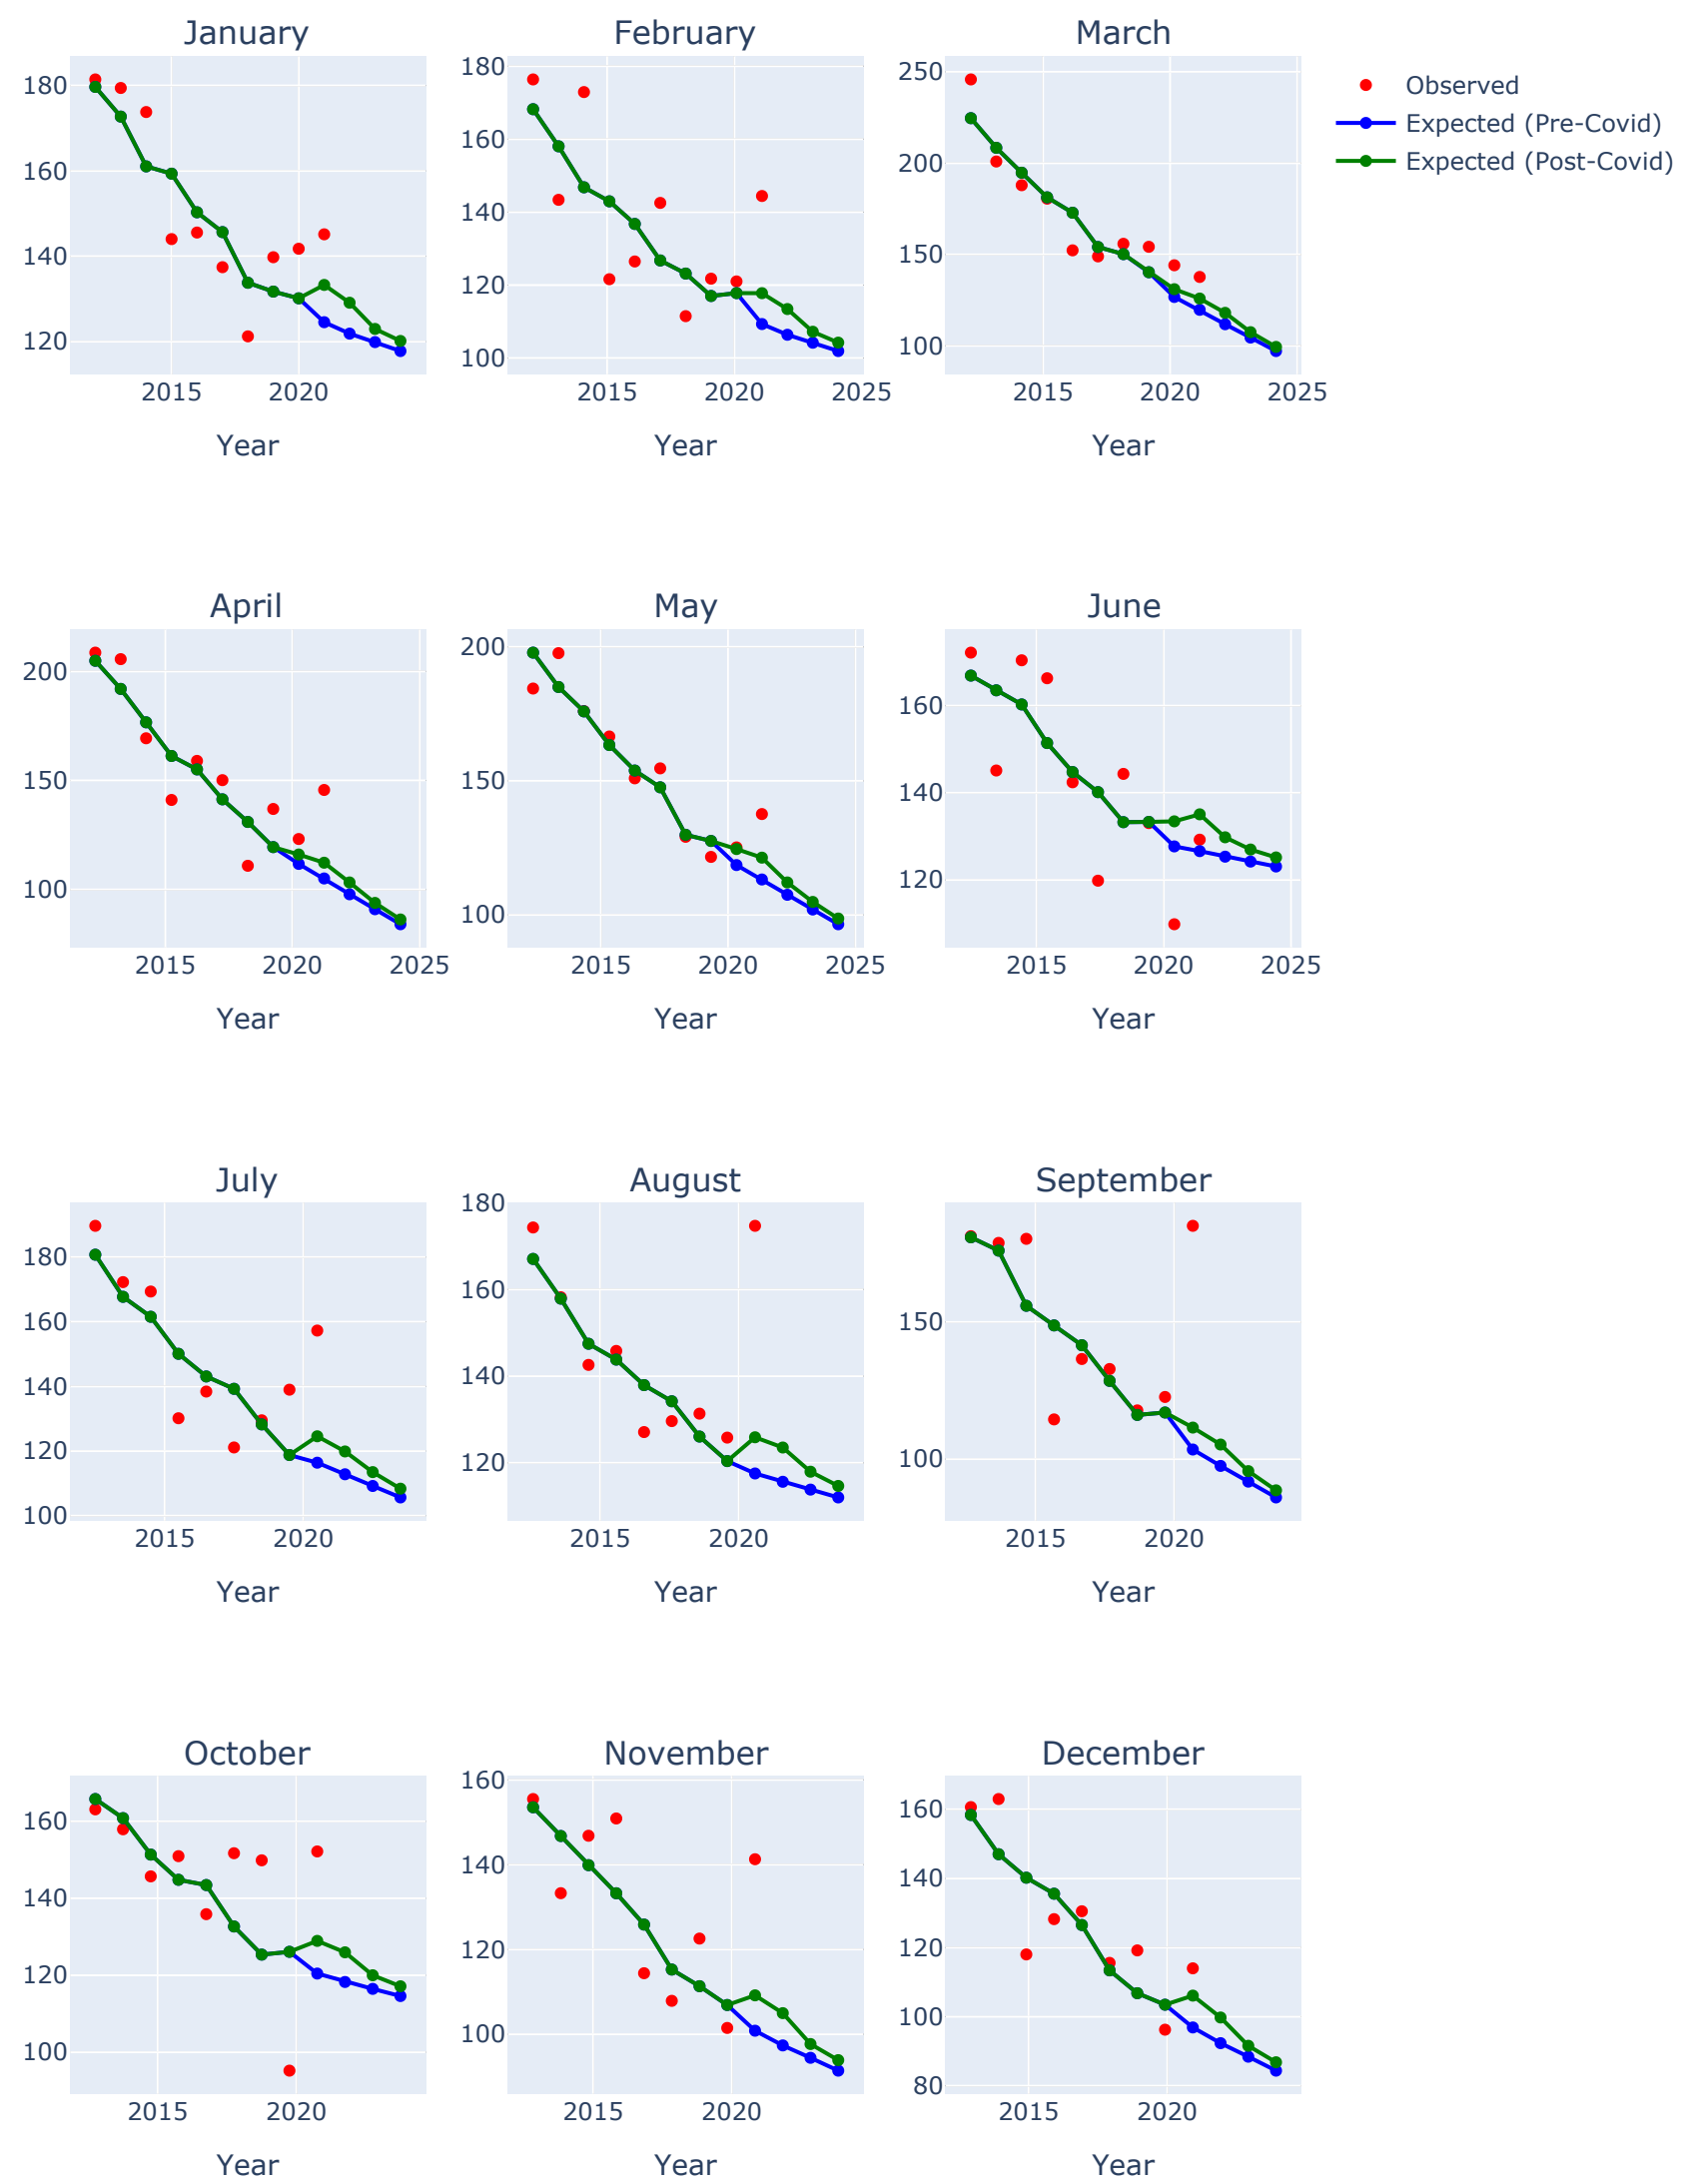 January
February
March
180
160
140
120
2015
2020
Year
180
160
140
120
100
2015
2020
2025
Year
250
200
150
100
2015
2020
2025
Year
Observed
Expected (Pre-Covid)
Expected (Post-Covid)
April
May
June
200
150
100
2015
2020
2025
Year
200
150
100
2015
2020
2025
Year
160
140
120
2015
2020
2025
Year
July
August
September
180
160
140
120
100
2015
2020
Year
180
160
140
120
2015
2020
Year
150
100
2015
2020
Year
October
November
December
160
140
120
100
2015
2020
Year
160
140
120
100
2015
2020
Year
160
140
120
100
80
2015
2020
Year